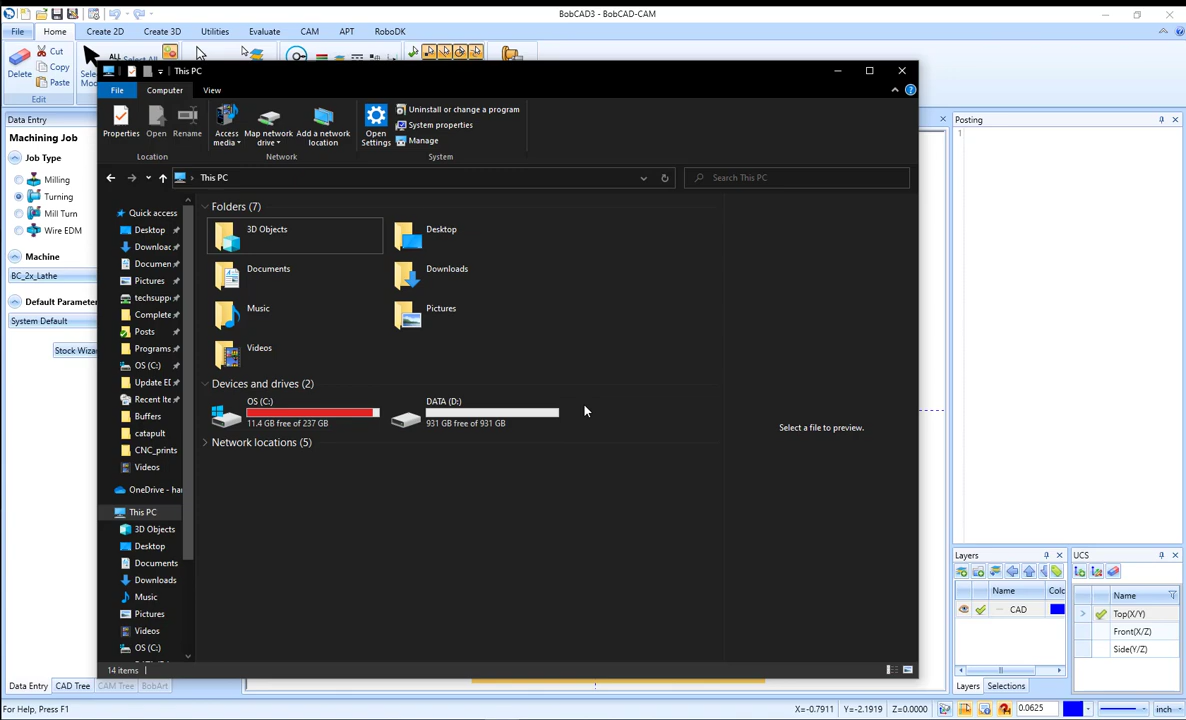 BobCAD3 - BobCAD-CAM
File Home Create 2D Create 3D Utilities Evaluate CAM APT RoboDK
Delete
Cut
Copy
Paste
Edit
This PC
File Computer View
Properties Open Rename
Location
Access media Map network drive Add a network location
Network
Open Settings
Uninstall or change a program
System properties
Manage
System
This PC
Search This PC
Data Entry
Machining Job
Job Type
Milling
Turning
Mill Turn
Wire EDM
Machine
BC_2x_Lathe
System Default
Quick access
Desktop
Documen
Pictures
techsupp
Complete
Posts
Programs
OS (C:)
Recent Ite
Buffers
catapult
CNC_prints
Videos
OneDrive - ha
This PC
3D Objects
Desktop
Documents
Downloads
Music
Pictures
Videos
OS (C:)
Folders (7)
3D Objects
Desktop
Documents
Downloads
Music
Pictures
Videos
Devices and drives (2)
OS (C:)
11.4 GB free of 237 GB
DATA (D:)
931 GB free of 931 GB
Network locations (5)
Select a file to preview.
14 items
Posting
1
Layers
Name
CAD
UCS
Name
Top(X/Y)
Front(X/Z)
Side(Y/Z)
Data Entry CAD Tree CAM Tree BobArt
Layers Selections
For Help, Press F1
X=-0.7911 Y=-2.1919 Z=0.0000
0.0625
inch